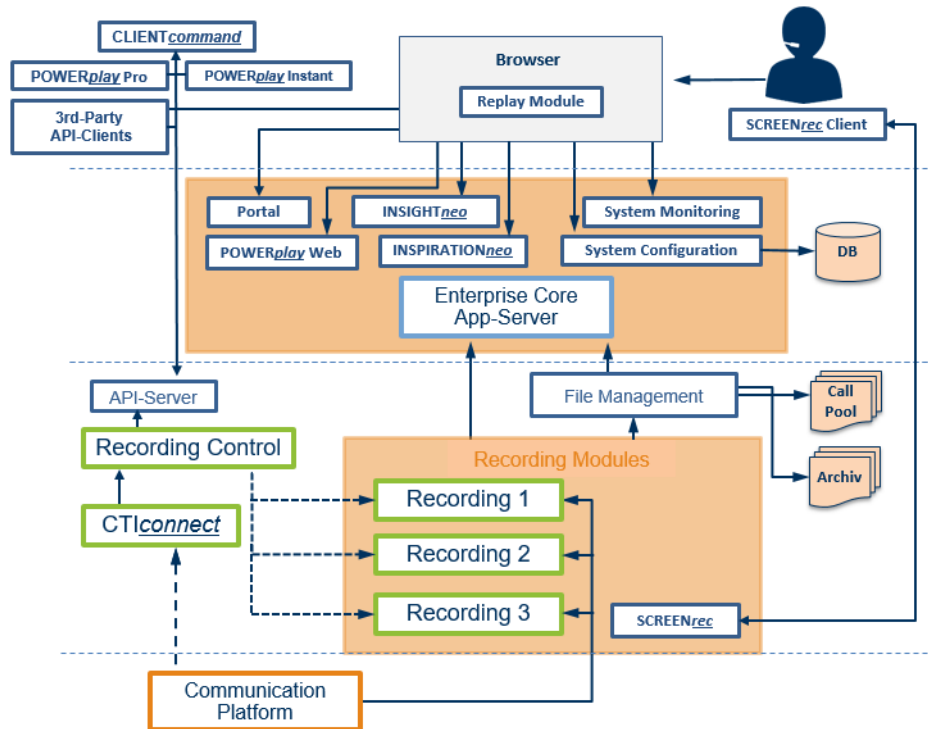 CLIENTcommand
POWERplay Pro
POWERplay Instant
3rd-Party
API-Clients
Browser
Replay Module
SCREENrec Client
Portal
INSIGHTneo
System Monitoring
POWERplay Web
INSPIRATIONneo
System Configuration
DB
Enterprise Core
App-Server
API-Server
File Management
Call
Pool
Recording Control
Recording Modules
Archiv
Recording 1
CTIconnect
Recording 2
Recording 3
SCREENrec
Communication
Platform